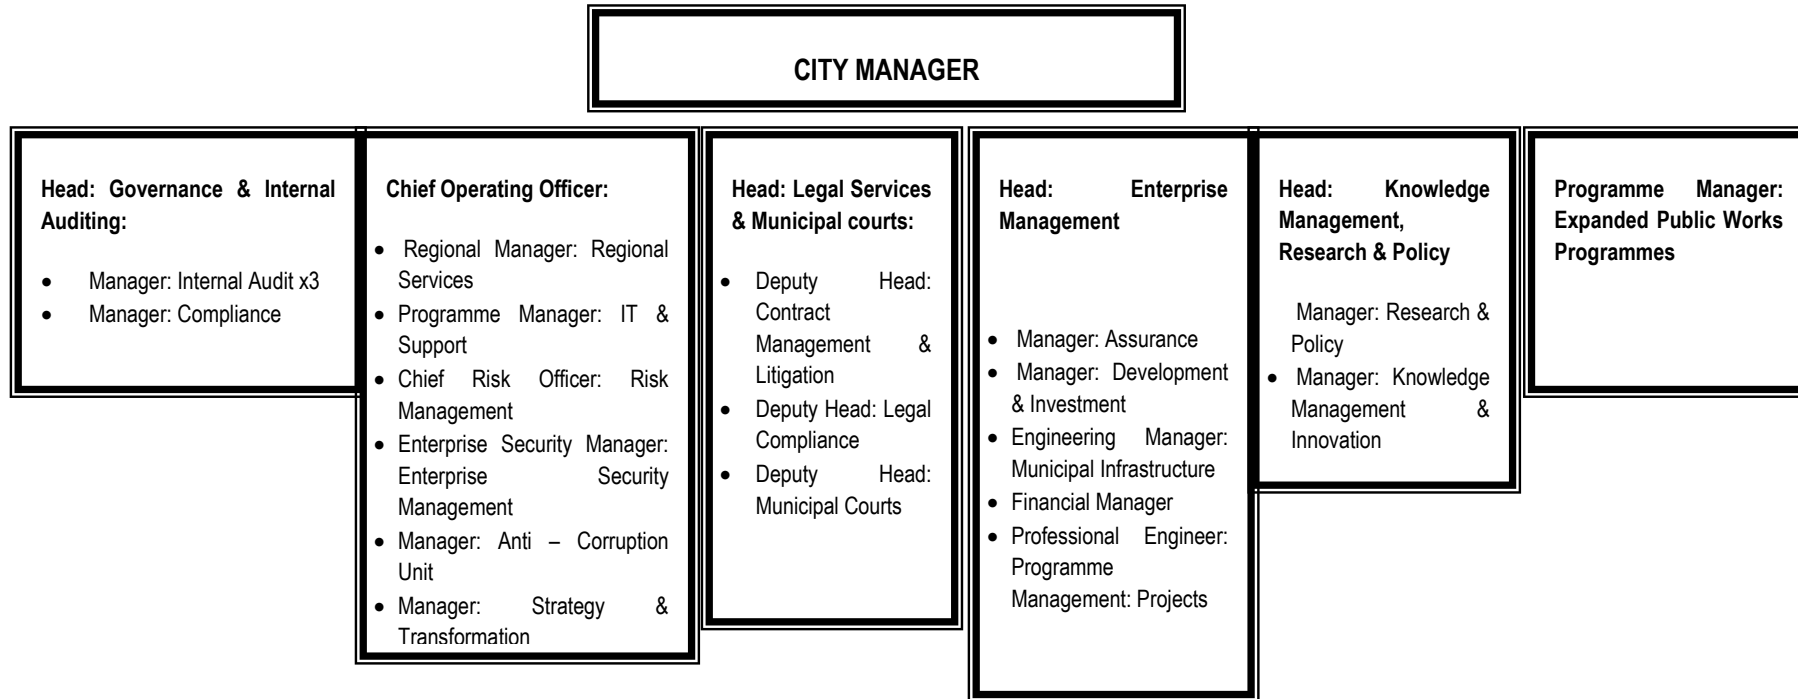 CITY MANAGER
Head: Governance & Internal
Auditing:
• Manager: Internal Audit x3
• Manager: Compliance
Chief Operating Officer:
• Regional Manager: Regional
Services
• Programme Manager: IT &
Support
• Chief Risk Officer: Risk
Management
• Enterprise Security Manager:
Enterprise Security
Management
• Manager: Anti – Corruption
Unit
• Manager: Strategy &
Transformation
Head: Legal Services
& Municipal courts:
• Deputy Head:
Contract
Management &
Litigation
• Deputy Head: Legal
Compliance
• Deputy Head:
Municipal Courts
Head: Enterprise
Management
• Manager: Assurance
• Manager: Development
& Investment
• Engineering Manager:
Municipal Infrastructure
• Financial Manager
• Professional Engineer:
Programme
Management: Projects
Head: Knowledge
Management,
Research & Policy
Manager: Research &
Policy
• Manager: Knowledge
Management &
Innovation
Programme Manager:
Expanded Public Works
Programmes